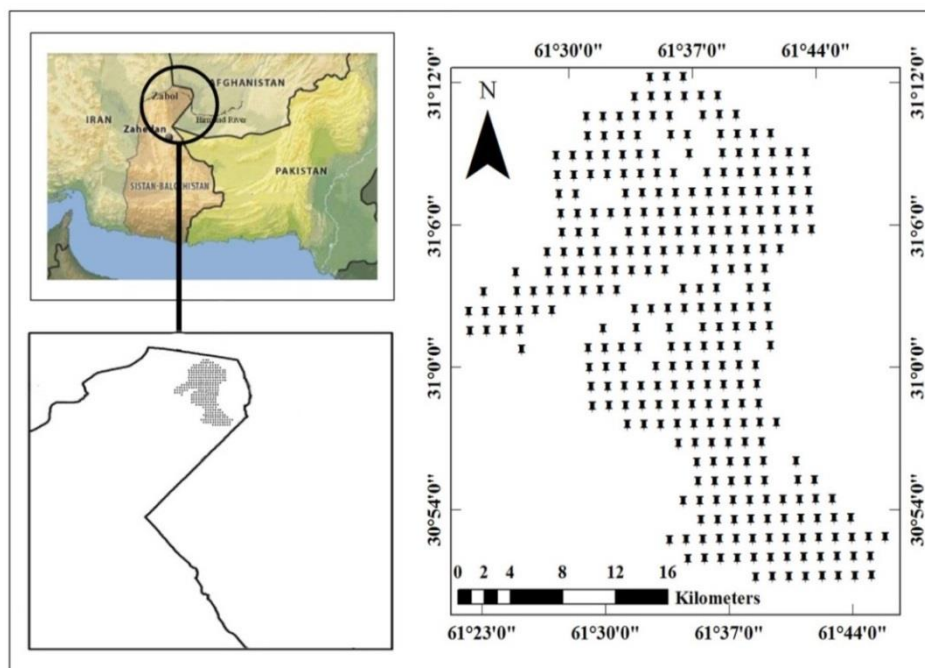 AFGHANISTAN
Zabol
IRAN
Zahedan
SISTAN-BALOCHISTAN
PAKISTAN
61°30'0" 61°37'0" 61°44'0"
N
31°12'0" 31°12'0"
31°6'0" 31°6'0"
31°0'0" 31°0'0"
30°54'0" 30°54'0"
0 2 4 8 12 16
Kilometers
61°23'0" 61°30'0" 61°37'0" 61°44'0"